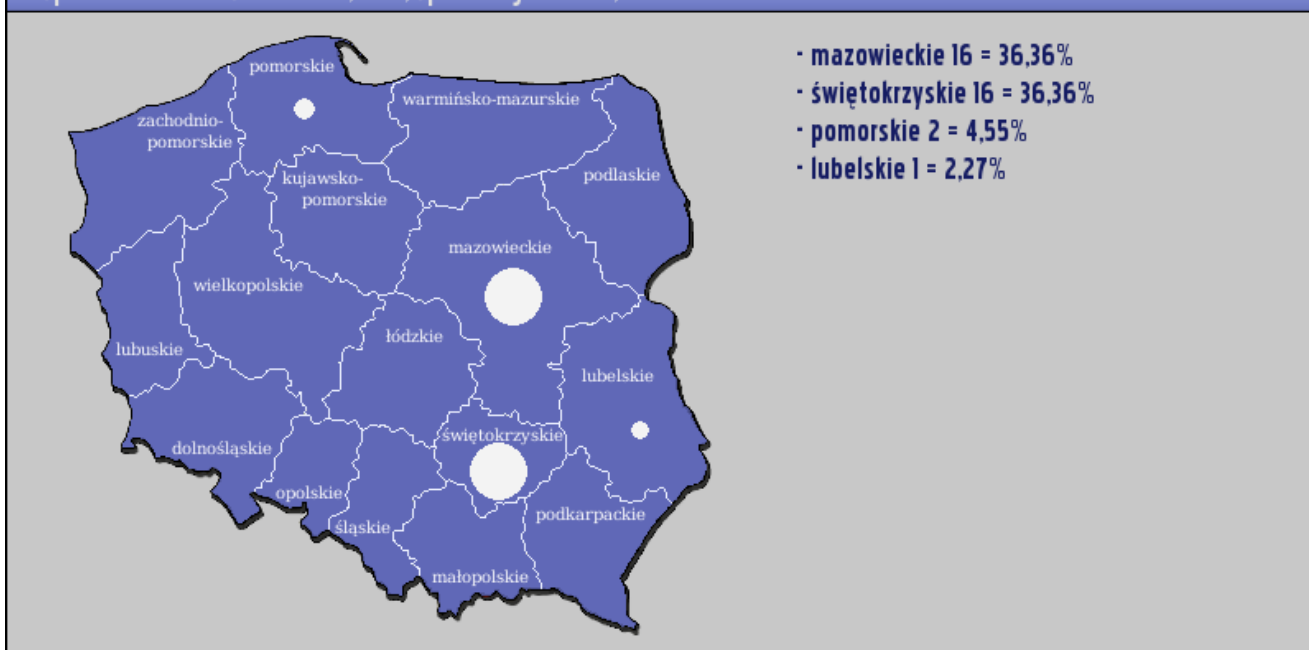 pomorskie
warmińsko-mazurskie
zachodnio-
pomorskie
kujawsko-
pomorskie
podlaskie
mazowieckie
wielkopolskie
łódzkie
lubuskie
lubelskie
świętokrzyskie
dolnośląskie
opolskie
śląskie
podkarpackie
małopolskie
- mazowieckie 16 = 36,36%
- świętokrzyskie 16 = 36,36%
- pomorskie 2 = 4,55%
- lubelskie 1 = 2,27%